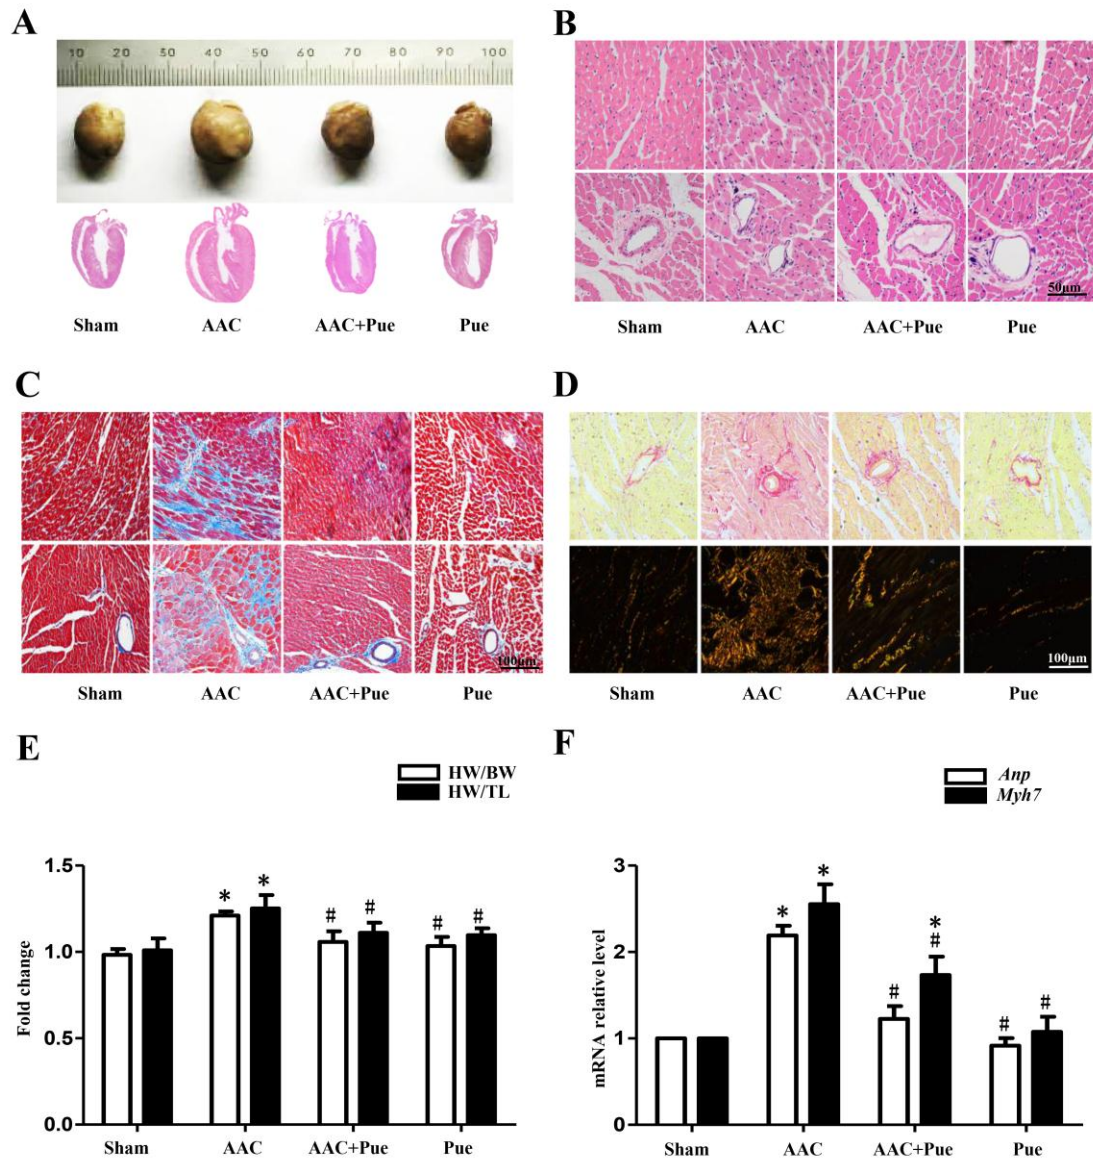 A
10 20 30 40 50 60 70 80 90 100
Sham AAC AAC+Pue Pue
B
50μm
Sham AAC AAC+Pue Pue
C
100μm
Sham AAC AAC+Pue Pue
D
100μm
Sham AAC AAC+Pue Pue
E
HW/BW
HW/TL
Fold change
1.5
1.0
0.5
0.0
* *
# #
# #
Sham AAC AAC+Pue Pue
F
Anp
Myh7
mRNA relative level
3
2
1
0
* *
*
# #
# #
Sham AAC AAC+Pue Pue